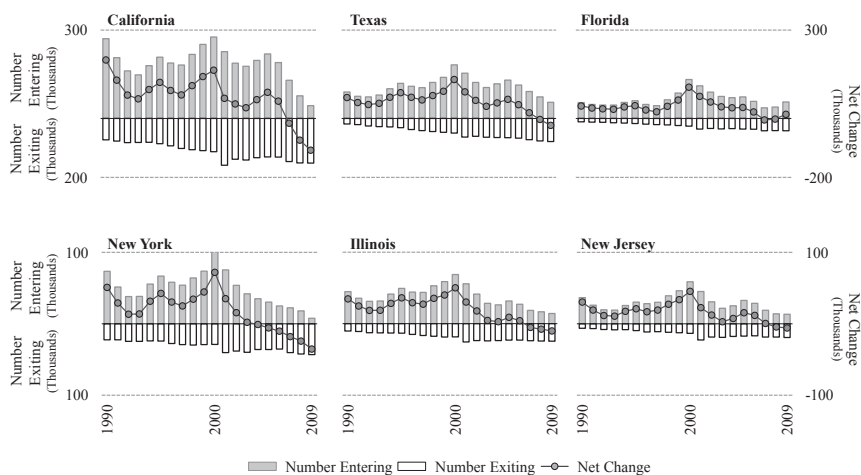 California
Texas
Florida
300
300
Number
Entering
(Thousands)
Number
Exiting
(Thousands)
Net Change
(Thousands)
200
-200
New York
Illinois
New Jersey
100
100
Number
Entering
(Thousands)
Number
Exiting
(Thousands)
Net Change
(Thousands)
100
-100
1990
2000
2009
1990
2000
2009
1990
2000
2009
Number Entering
Number Exiting
Net Change